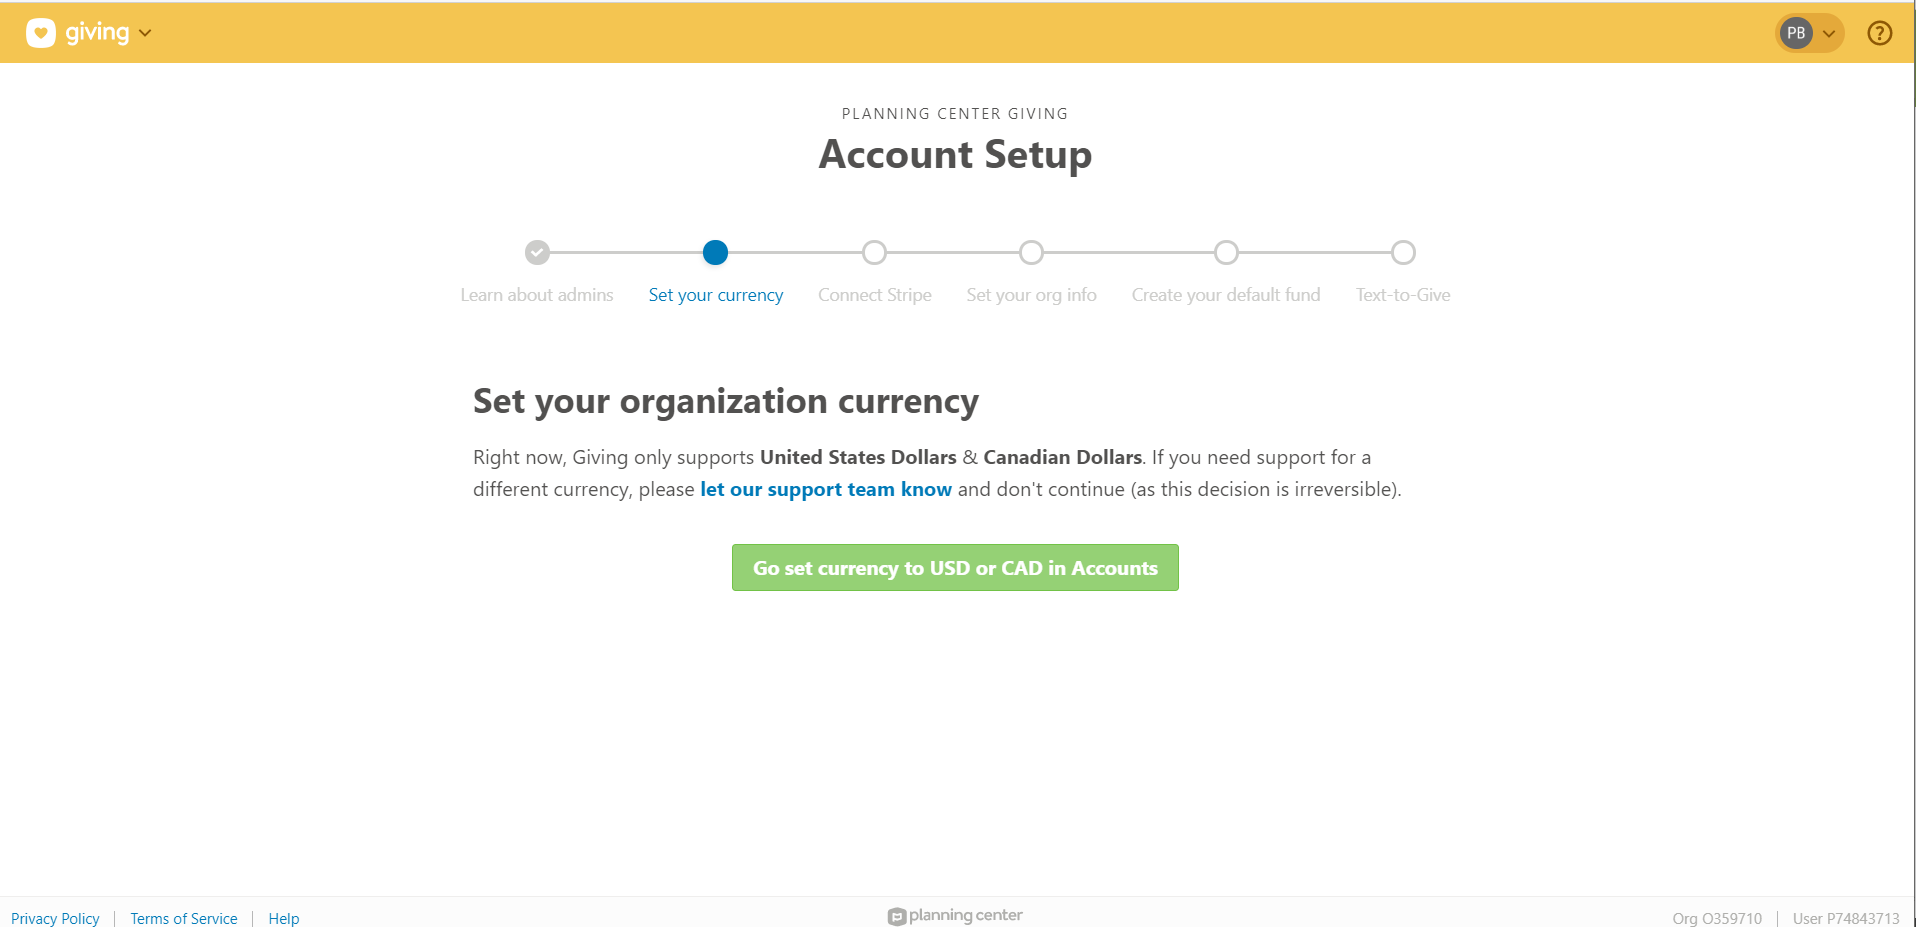 giving
PB
?
PLANNING CENTER GIVING
Account Setup
Learn about admins
Set your currency
Connect Stripe
Set your org info
Create your default fund
Text-to-Give
Set your organization currency
Right now, Giving only supports United States Dollars & Canadian Dollars. If you need support for a
different currency, please let our support team know and don't continue (as this decision is irreversible).
Go set currency to USD or CAD in Accounts
Privacy Policy
Terms of Service
Help
planning center
Org O359710
User P74843713